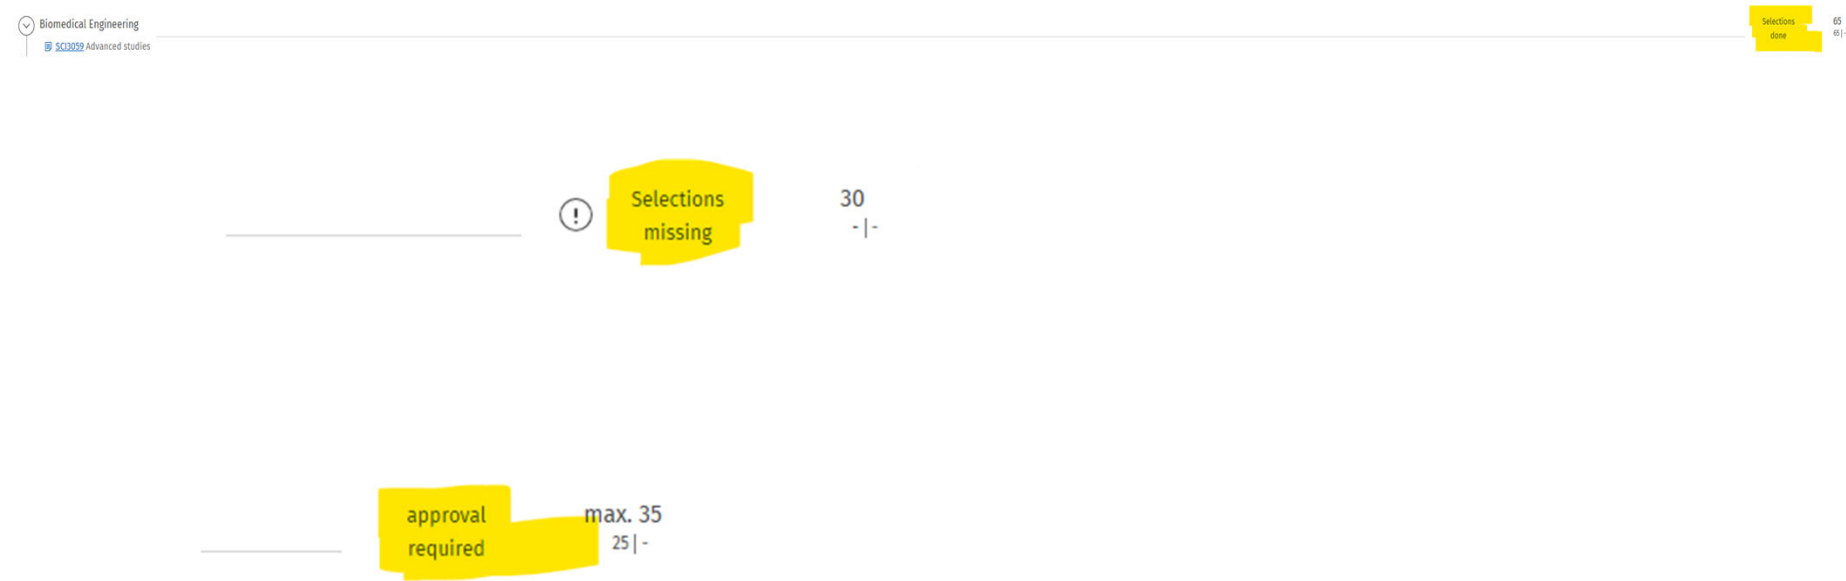 Biomedical Engineering
SCI3059 Advanced studies
Selections
done
65
65|-
Selections
missing
30
-|-
approval
required
max. 35
25|-